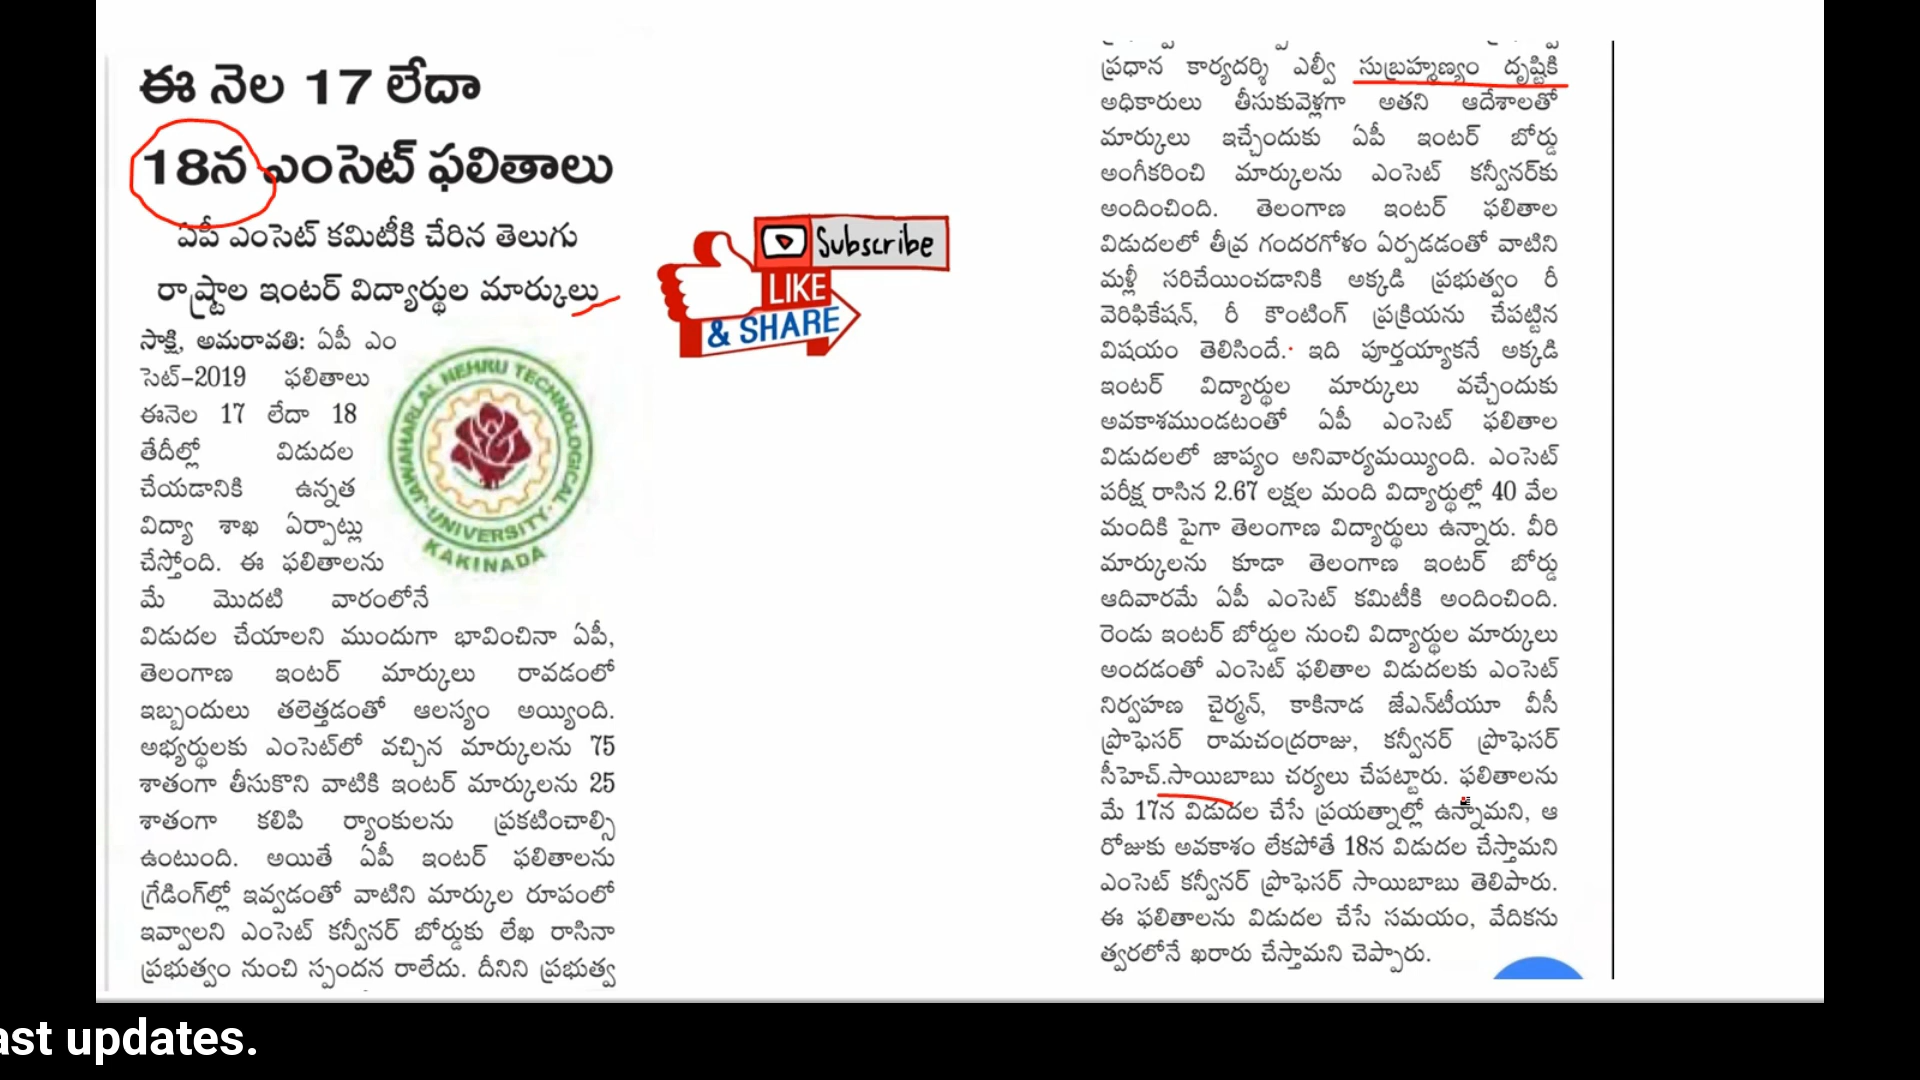 ఈ నెల 17 లేదా
18న ఎంసెట్ ఫలితాలు
ఏపీ ఎంసెట్ కమిటీకి చేరిన తెలుగు
రాష్ట్రాల ఇంటర్ విద్యార్థుల మార్కులు
సాక్షి, అమరావతి: ఏపీ ఎం
సెట్–2019 ఫలితాలు
ఈనెల 17 లేదా 18
తేదీల్లో విడుదల
చేయడానికి ఉన్నత
విద్యా శాఖ ఏర్పాట్లు
చేస్తోంది. ఈ ఫలితాలను
మే మొదటి వారంలోనే
విడుదల చేయాలని ముందుగా భావించినా ఏపీ,
తెలంగాణ ఇంటర్ మార్కులు రావడంలో
ఇబ్బందులు తలెత్తడంతో ఆలస్యం అయ్యింది.
అభ్యర్థులకు ఎంసెట్‌లో వచ్చిన మార్కులను 75
శాతంగా తీసుకొని వాటికి ఇంటర్ మార్కులను 25
శాతంగా కలిపి ర్యాంకులను ప్రకటించాల్సి
ఉంటుంది. అయితే ఏపీ ఇంటర్ ఫలితాలను
గ్రేడింగ్‌ల్లో ఇవ్వడంతో వాటిని మార్కుల రూపంలో
ఇవ్వాలని ఎంసెట్ కన్వీనర్ బోర్డుకు లేఖ రాసినా
ప్రభుత్వం నుంచి స్పందన రాలేదు. దీనిని ప్రభుత్వ
JAWAHARLAL NEHRU TECHNOLOGICAL
UNIVERSITY
KAKINADA
Subscribe
LIKE
& SHARE
ప్రధాన కార్యదర్శి ఎల్వీ సుబ్రహ్మణ్యం దృష్టికి
అధికారులు తీసుకువెళ్లగా అతని ఆదేశాలతో
మార్కులు ఇచ్చేందుకు ఏపీ ఇంటర్ బోర్డు
అంగీకరించి మార్కులను ఎంసెట్ కన్వీనర్‌కు
అందించింది. తెలంగాణ ఇంటర్ ఫలితాల
విడుదలలో తీవ్ర గందరగోళం ఏర్పడడంతో వాటిని
మళ్లీ సరిచేయించడానికి అక్కడి ప్రభుత్వం రీ
వెరిఫికేషన్, రీ కౌంటింగ్ ప్రక్రియను చేపట్టిన
విషయం తెలిసిందే. ఇది పూర్తయ్యాకనే అక్కడి
ఇంటర్ విద్యార్థుల మార్కులు వచ్చేందుకు
అవకాశముండటంతో ఏపీ ఎంసెట్ ఫలితాల
విడుదలలో జాప్యం అనివార్యమయ్యింది. ఎంసెట్
పరీక్ష రాసిన 2.67 లక్షల మంది విద్యార్థుల్లో 40 వేల
మందికి పైగా తెలంగాణ విద్యార్థులు ఉన్నారు. వీరి
మార్కులను కూడా తెలంగాణ ఇంటర్ బోర్డు
ఆదివారమే ఏపీ ఎంసెట్ కమిటీకి అందించింది.
రెండు ఇంటర్ బోర్డుల నుంచి విద్యార్థుల మార్కులు
అందడంతో ఎంసెట్ ఫలితాల విడుదలకు ఎంసెట్
నిర్వహణ చైర్మన్, కాకినాడ జేఎన్‌టీయూ వీసీ
ప్రొఫెసర్ రామచంద్రరాజు, కన్వీనర్ ప్రొఫెసర్
సీహెచ్.సాయిబాబు చర్యలు చేపట్టారు. ఫలితాలను
మే 17న విడుదల చేసే ప్రయత్నాల్లో ఉన్నామని, ఆ
రోజుకు అవకాశం లేకపోతే 18న విడుదల చేస్తామని
ఎంసెట్ కన్వీనర్ ప్రొఫెసర్ సాయిబాబు తెలిపారు.
ఈ ఫలితాలను విడుదల చేసే సమయం, వేదికను
త్వరలోనే ఖరారు చేస్తామని చెప్పారు.
ast updates.